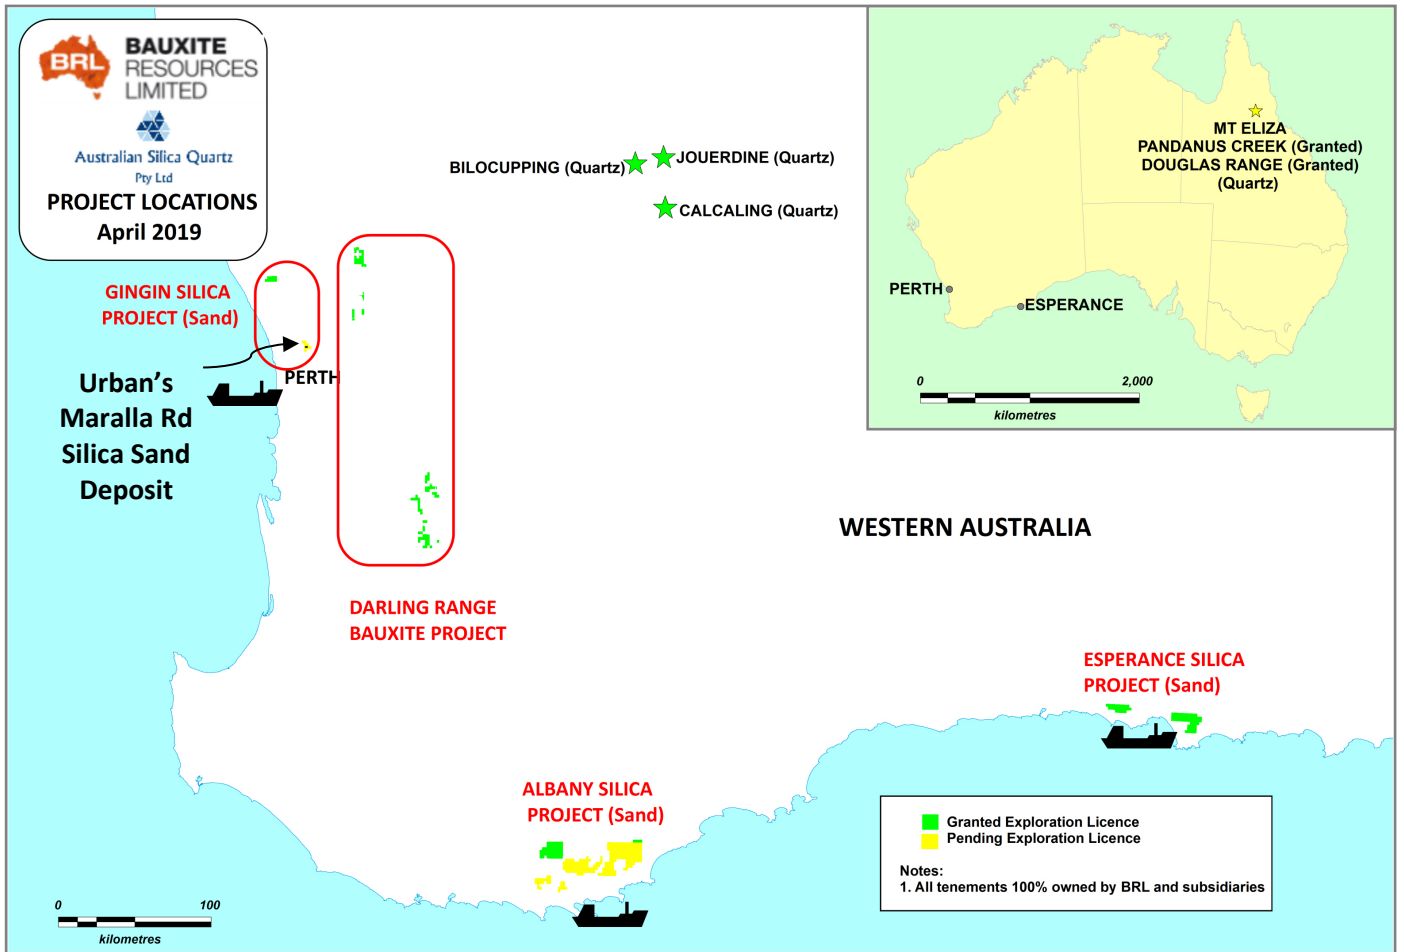 BRL
BAUXITE
RESOURCES
LIMITED
Australian Silica Quartz
Pty Ltd
PROJECT LOCATIONS
April 2019
BILOCUPPING (Quartz)
JOUERDINE (Quartz)
CALCALING (Quartz)
GINGIN SILICA
PROJECT (Sand)
PERTH
Urban’s
Maralla Rd
Silica Sand
Deposit
DARLING RANGE
BAUXITE PROJECT
WESTERN AUSTRALIA
ESPERANCE SILICA
PROJECT (Sand)
ALBANY SILICA
PROJECT (Sand)
0 100
kilometres
MT ELIZA
PANDANUS CREEK (Granted)
DOUGLAS RANGE (Granted)
(Quartz)
PERTH
ESPERANCE
0 2,000
kilometres
Granted Exploration Licence
Pending Exploration Licence
Notes:
1. All tenements 100% owned by BRL and subsidiaries